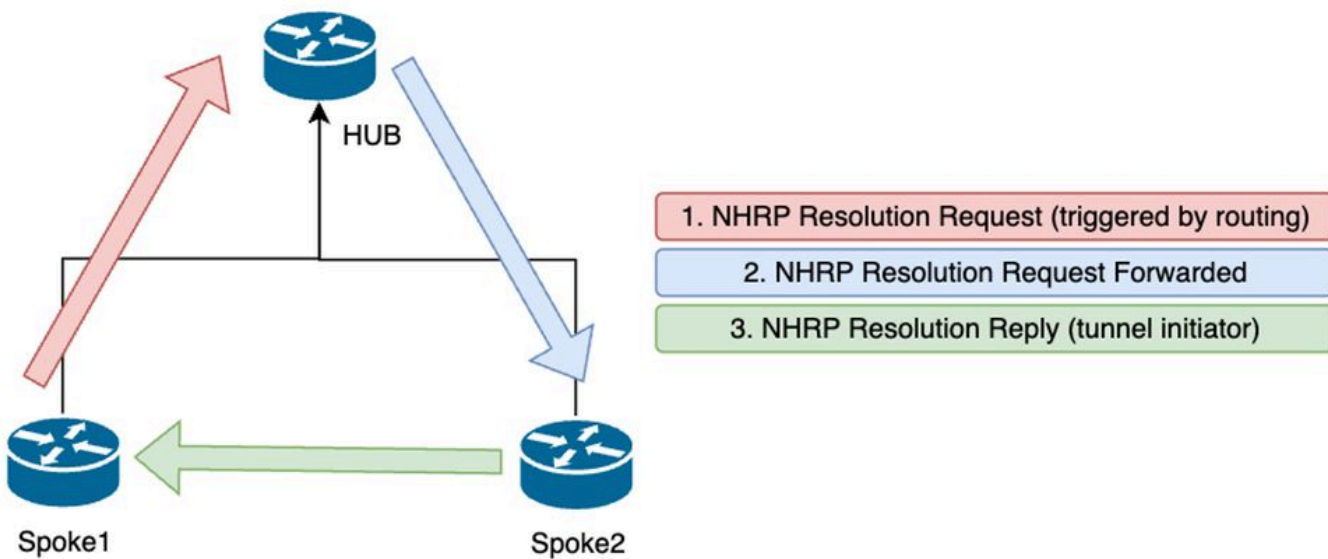 HUB
1. NHRP Resolution Request (triggered by routing)
2. NHRP Resolution Request Forwarded
3. NHRP Resolution Reply (tunnel initiator)
Spoke1
Spoke2